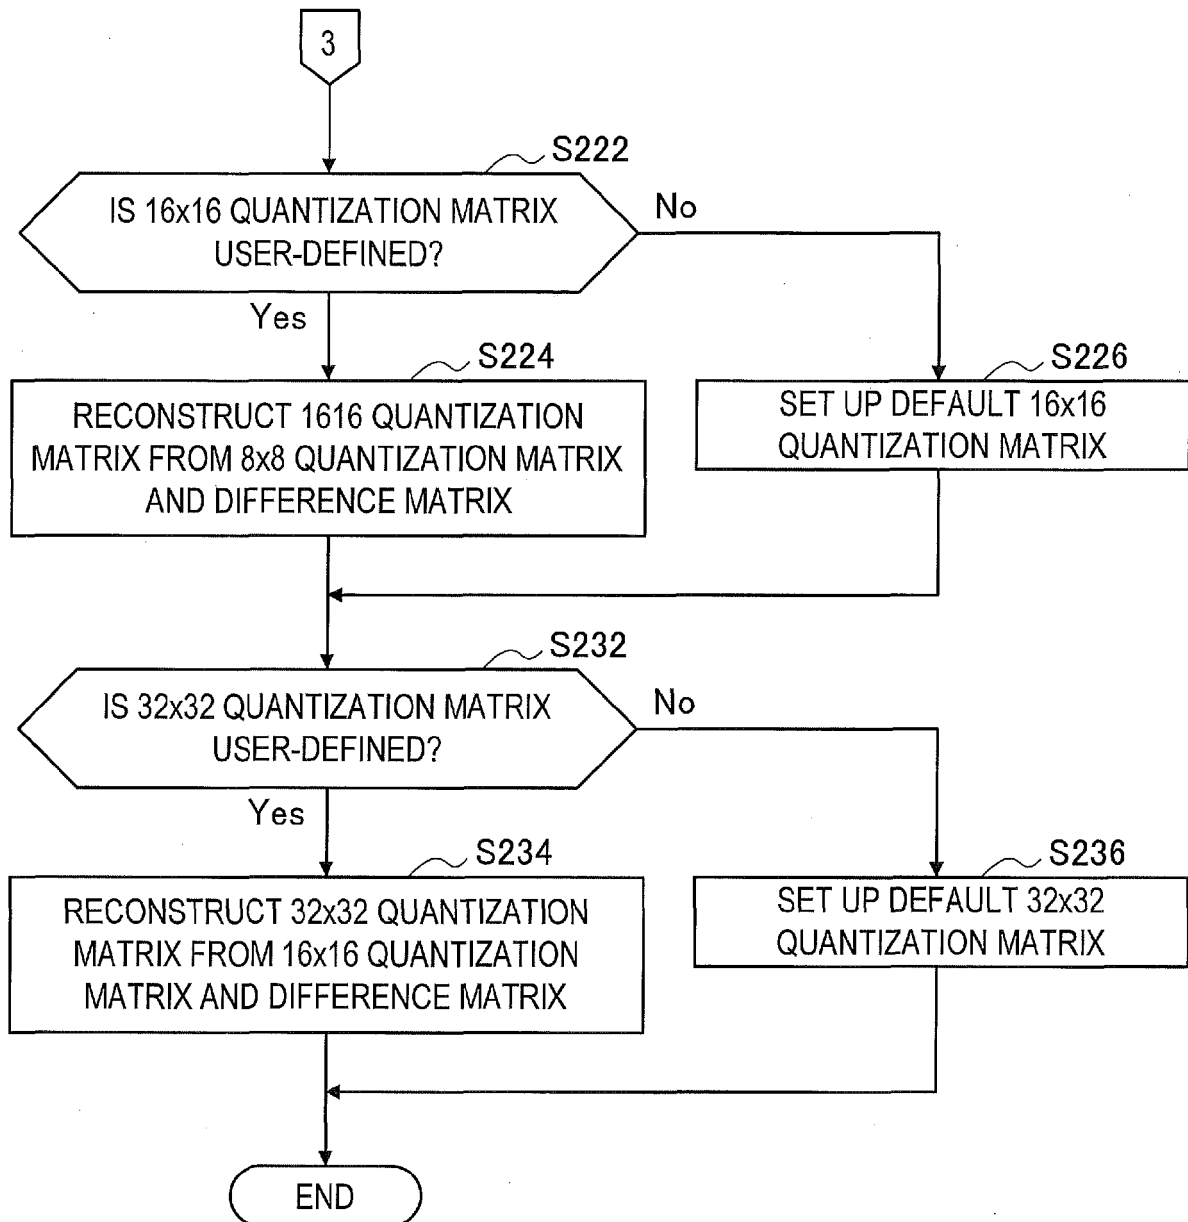 3
S222
IS 16x16 QUANTIZATION MATRIX
USER-DEFINED?
No
Yes
S224
RECONSTRUCT 1616 QUANTIZATION
MATRIX FROM 8x8 QUANTIZATION MATRIX
AND DIFFERENCE MATRIX
S226
SET UP DEFAULT 16x16
QUANTIZATION MATRIX
S232
IS 32x32 QUANTIZATION MATRIX
USER-DEFINED?
No
Yes
S234
RECONSTRUCT 32x32 QUANTIZATION
MATRIX FROM 16x16 QUANTIZATION
MATRIX AND DIFFERENCE MATRIX
S236
SET UP DEFAULT 32x32
QUANTIZATION MATRIX
END